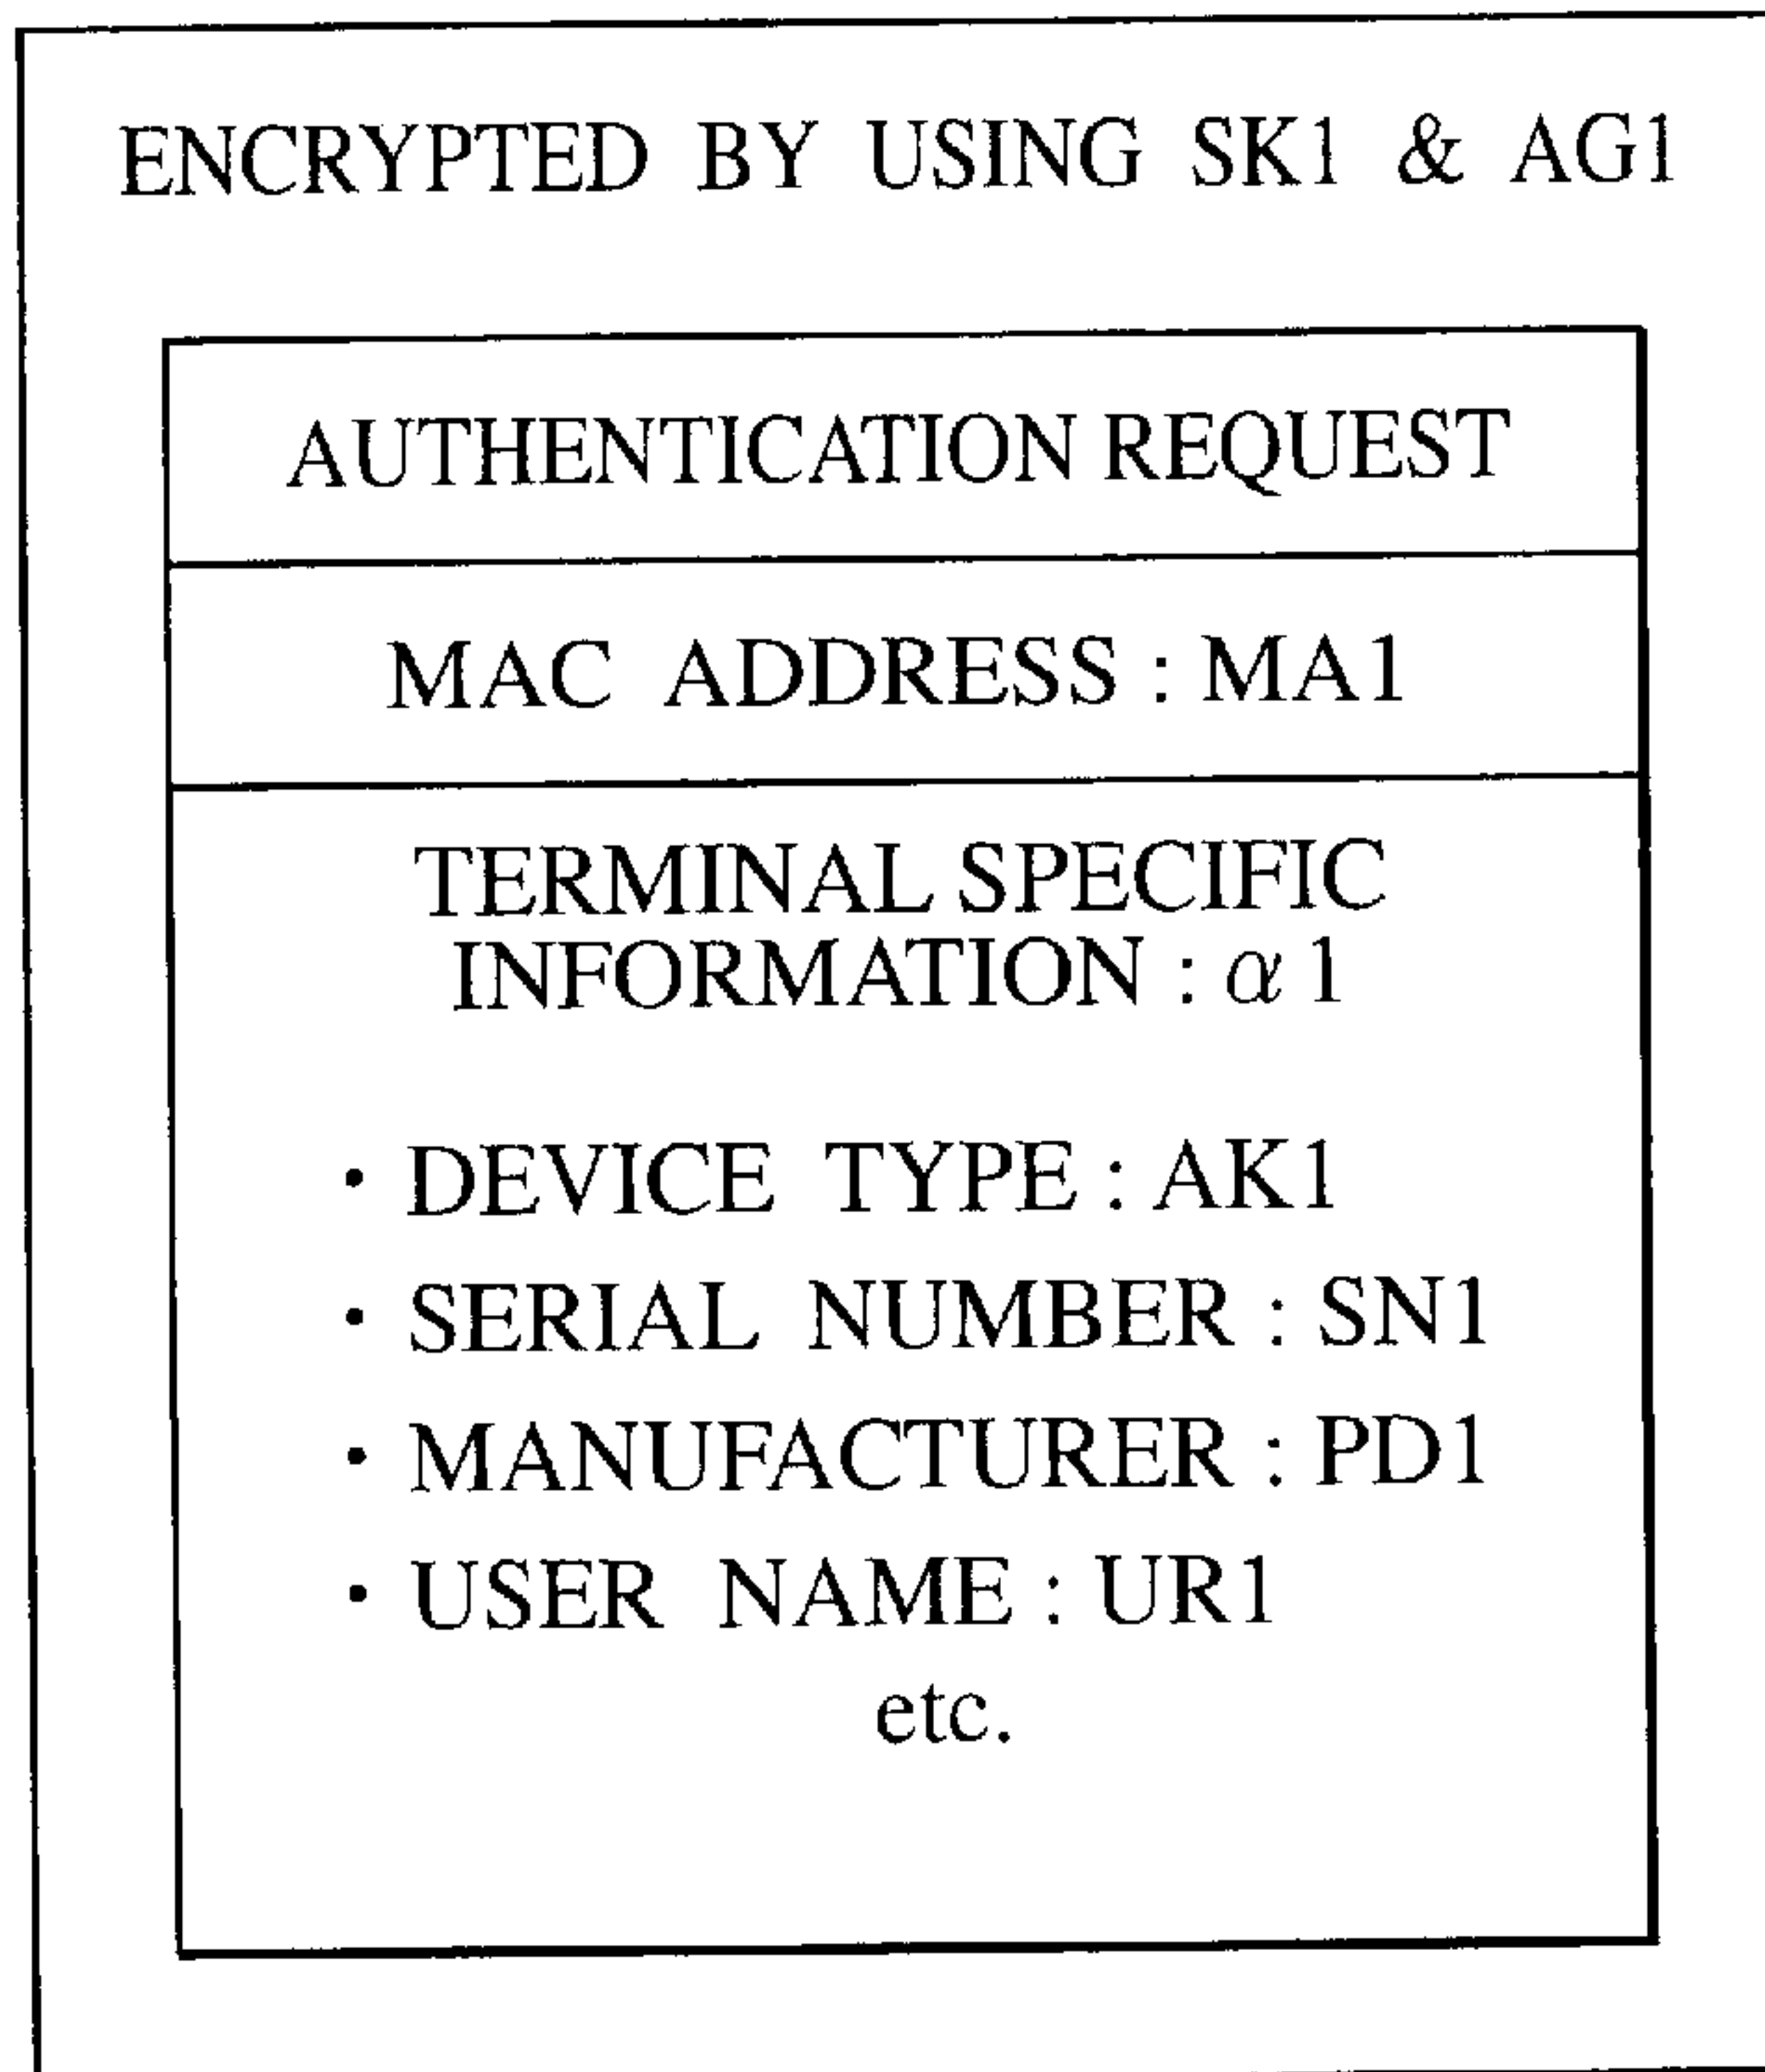 ENCRYPTED BY USING SK1 & AG1
AUTHENTICATION REQUEST
MAC ADDRESS : MA1
TERMINAL SPECIFIC
INFORMATION : α1
・ DEVICE TYPE : AK1
・ SERIAL NUMBER : SN1
・ MANUFACTURER : PD1
・ USER NAME : UR1
etc.